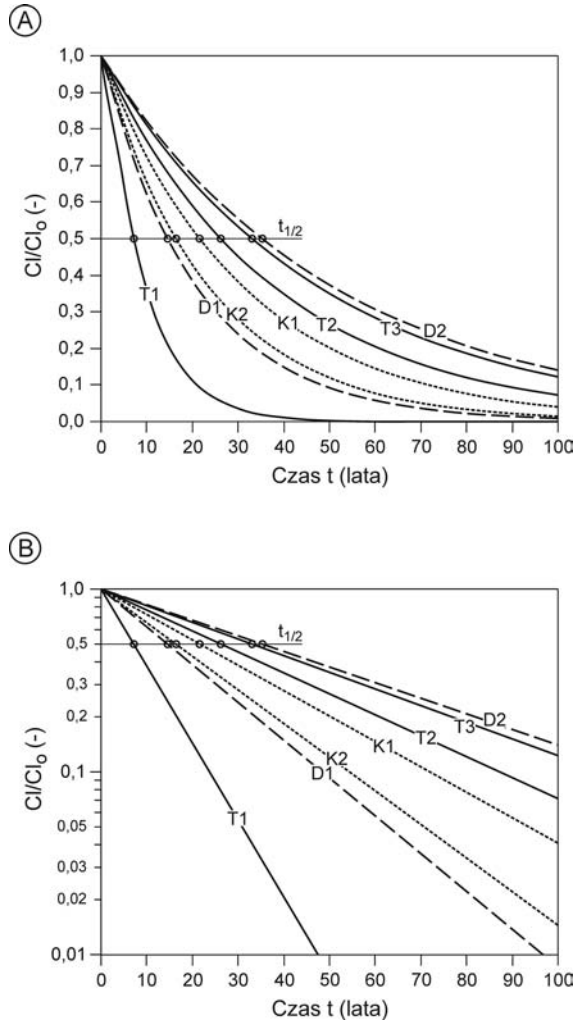 A
1,0
0,9
0,8
0,7
0,6
0,5
0,4
0,3
0,2
0,1
0,0
Cl/Clo (-)
t1/2
T1
D1
K2
K1
T2
T3
D2
0 10 20 30 40 50 60 70 80 90 100
Czas t (lata)
B
1,0
0,5
0,3
0,2
0,1
0,05
0,03
0,02
0,01
Cl/Clo (-)
t1/2
T1
D1
K2
K1
T2
T3
D2
0 10 20 30 40 50 60 70 80 90 100
Czas t (lata)